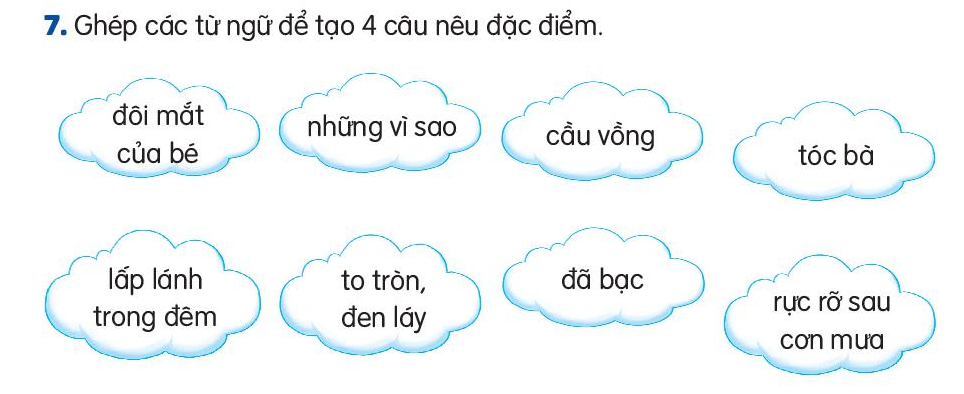 7. Ghép các từ ngữ để tạo 4 câu nêu đặc điểm.
đôi mắt
của bé
những vì sao
cầu vồng
tóc bà
lấp lánh
trong đêm
to tròn,
đen láy
đã bạc
rực rỡ sau
cơn mưa